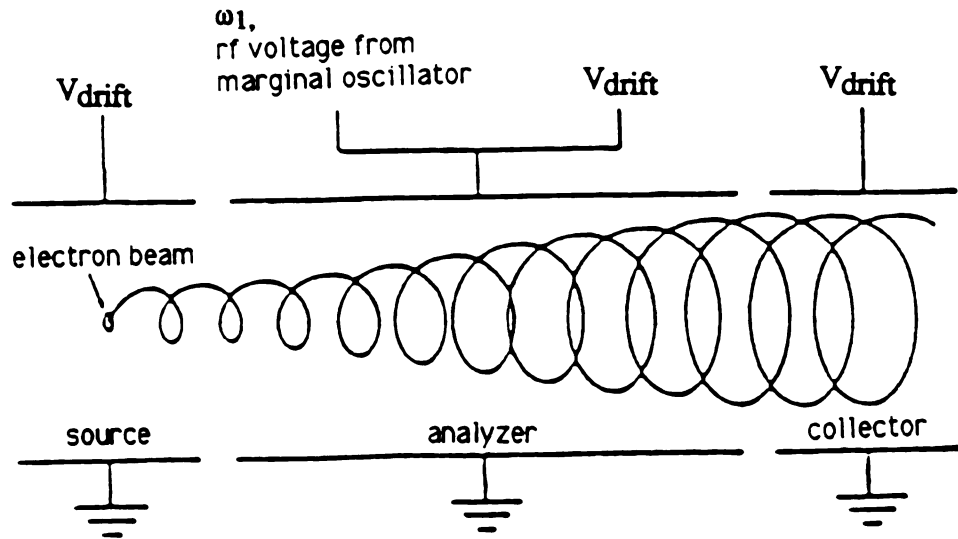 ω1,
rf voltage from
marginal oscillator
Vdrift
Vdrift
Vdrift
electron beam
source
analyzer
collector